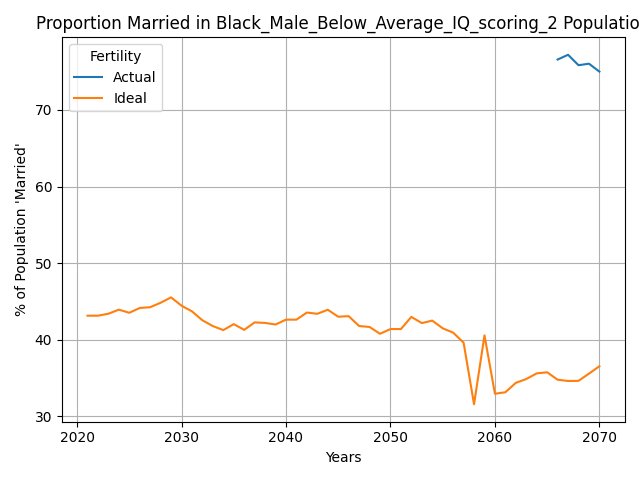 Proportion Married in Black_Male_Below_Average_IQ_scoring_2 Populatio
Fertility
Actual
Ideal
% of Population 'Married'
70
60
50
40
30
2020 2030 2040 2050 2060 2070
Years